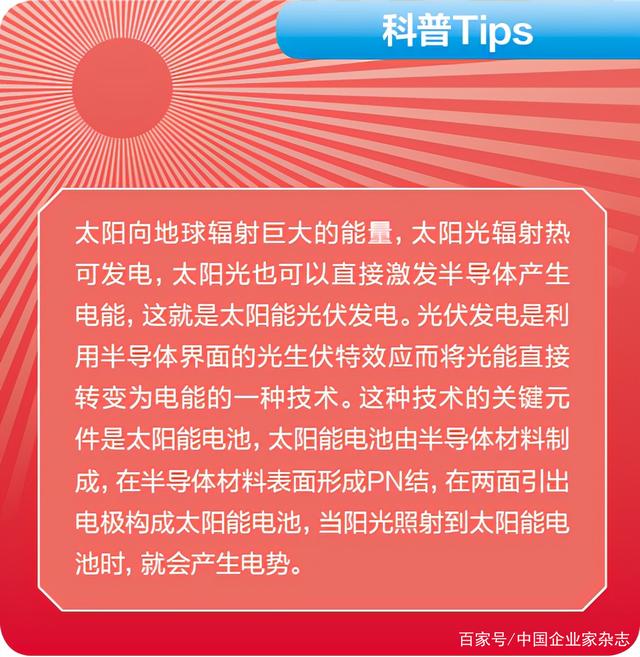 科普Tips
太阳向地球辐射巨大的能量，太阳光辐射热
可发电，太阳光也可以直接激发半导体产生
电能，这就是太阳能光伏发电。光伏发电是利
用半导体界面的光生伏特效应而将光能直接
转变为电能的一种技术。这种技术的关键元
件是太阳能电池，太阳能电池由半导体材料制
成，在半导体材料表面形成PN结，在两面引出
电极构成太阳能电池，当阳光照射到太阳能电
池时，就会产生电势。
百家号/中国企业家杂志